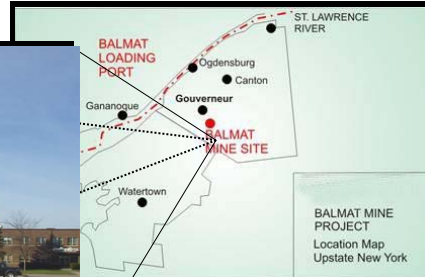 ST. LAWRENCE
RIVER
BALMAT
LOADING
PORT
Ogdensburg
Canton
Gananoque
Gouverneur
BALMAT
MINE SITE
Watertown
BALMAT MINE
PROJECT
Location Map
Upstate New York